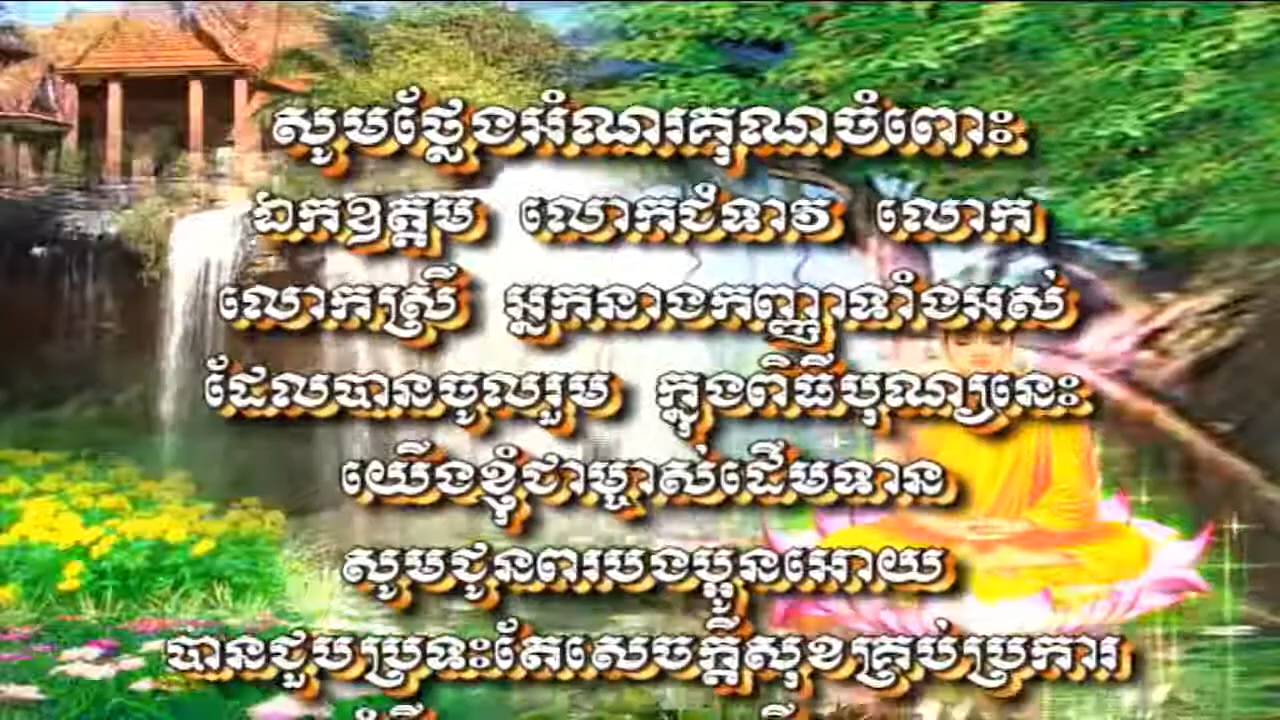 សូមថ្លែងអំណរគុណចំពោះ
ឯកឧត្តម លោកជំទាវ លោក
លោកស្រី អ្នកនាងកញ្ញាទាំងអស់
ដែលបានចូលរួម ក្នុងពិធីបុណ្យនេះ
យើងខ្ញុំជាម្ចាស់ដើមទាន
សូមជូនពរបងប្អូនអោយ
បានជួបប្រទះតែសេចក្តីសុខគ្រប់ប្រការ